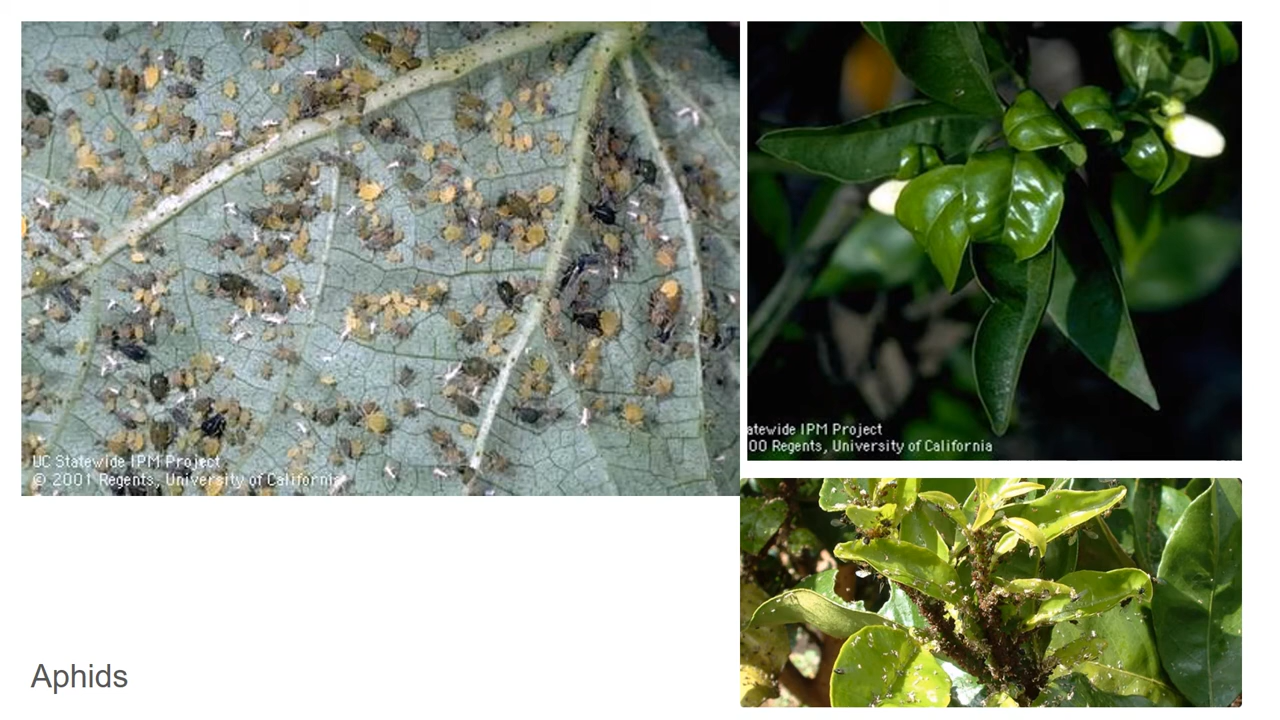 UC Statewide IPM Project
© 2001 Regents, University of California
atewide IPM Project
00 Regents, University of California
Aphids